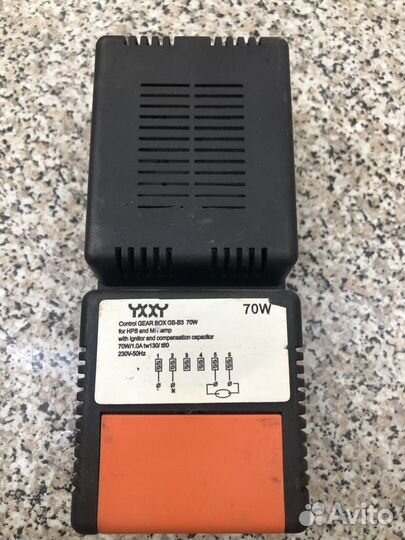 YXXY 70W
Control GEAR BOX GB-B3 70W
for HPS and MH lamp
with ignitor and compensation capacitor
70W/1.0A tw130/ t60
230V-50Hz
1 2 3 4 5 6
N
Avito